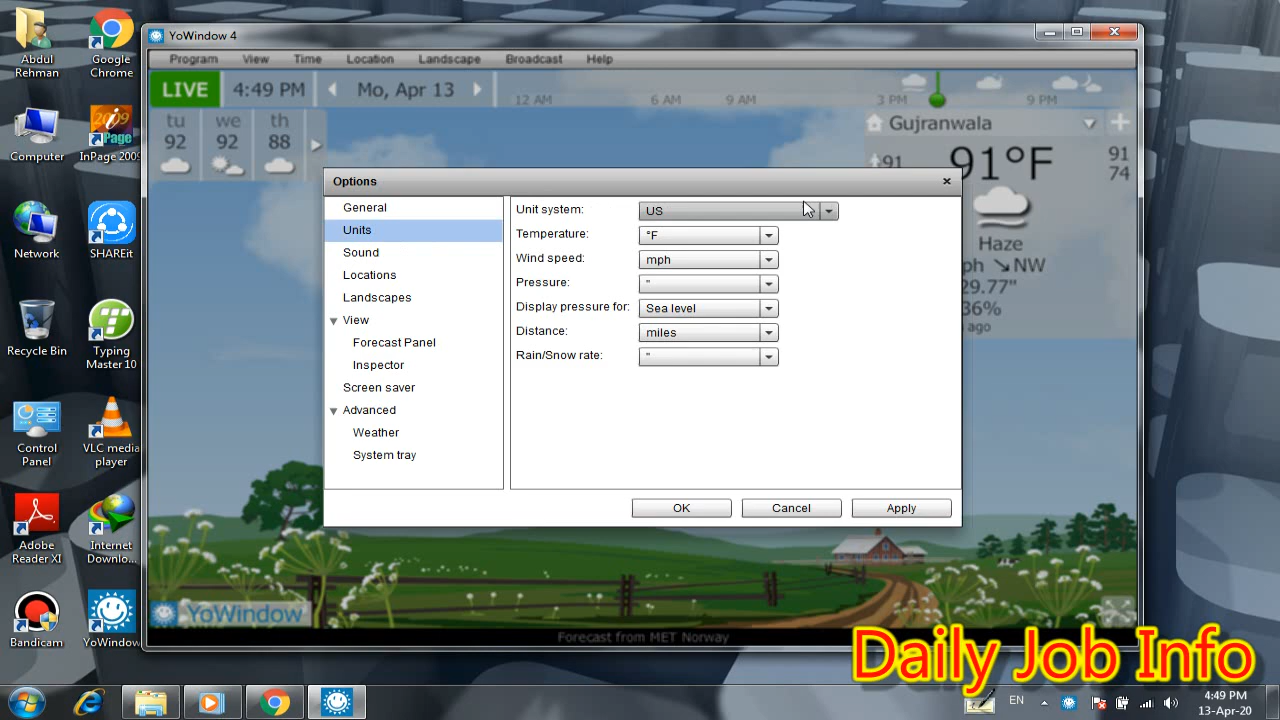 Abdul
Rehman
Google
Chrome
Computer
InPage 2009
Network
SHAREit
Recycle Bin
Typing
Master 10
Control
Panel
VLC media
player
Adobe
Reader XI
Internet
Downlo...
Bandicam
YoWindow
YoWindow 4
Program View Time Location Landscape Broadcast Help
LIVE 4:49 PM Mo, Apr 13
12 AM 6 AM 9 AM 3 PM 9 PM
tu we th
92 92 88
Gujranwala
91 91°F 91
74
Haze
ph ↘NW
29.77"
36%
ago
Options
General
Units
Sound
Locations
Landscapes
View
Forecast Panel
Inspector
Screen saver
Advanced
Weather
System tray
Unit system: US
Temperature: °F
Wind speed: mph
Pressure: "
Display pressure for: Sea level
Distance: miles
Rain/Snow rate: "
OK Cancel Apply
YoWindow
Forecast from MET Norway
Daily Job Info
EN
4:49 PM
13-Apr-20